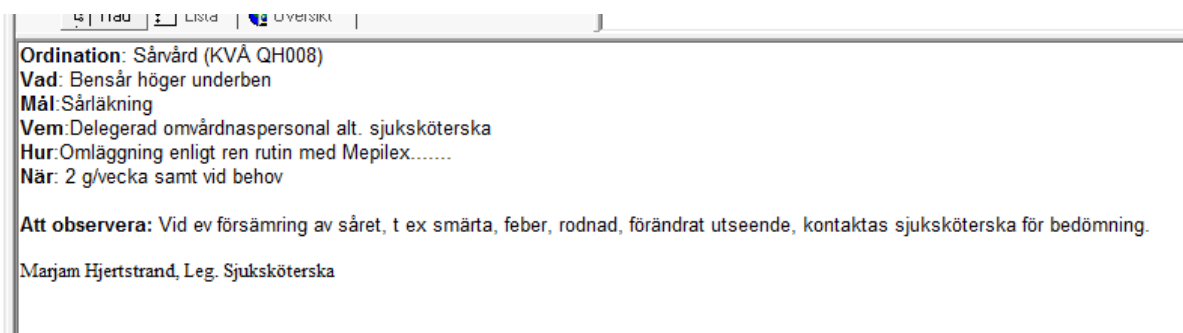 Lista Översikt
Ordination: Sårvård (KVÅ QH008)
Vad: Bensår höger underben
Mål:Sårläkning
Vem:Delegerad omvårdnaspersonal alt. sjuksköterska
Hur:Omläggning enligt ren rutin med Mepilex.......
När: 2 g/vecka samt vid behov
Att observera: Vid ev försämring av såret, t ex smärta, feber, rodnad, förändrat utseende, kontaktas sjuksköterska för bedömning.
Marjam Hjertstrand, Leg. Sjuksköterska